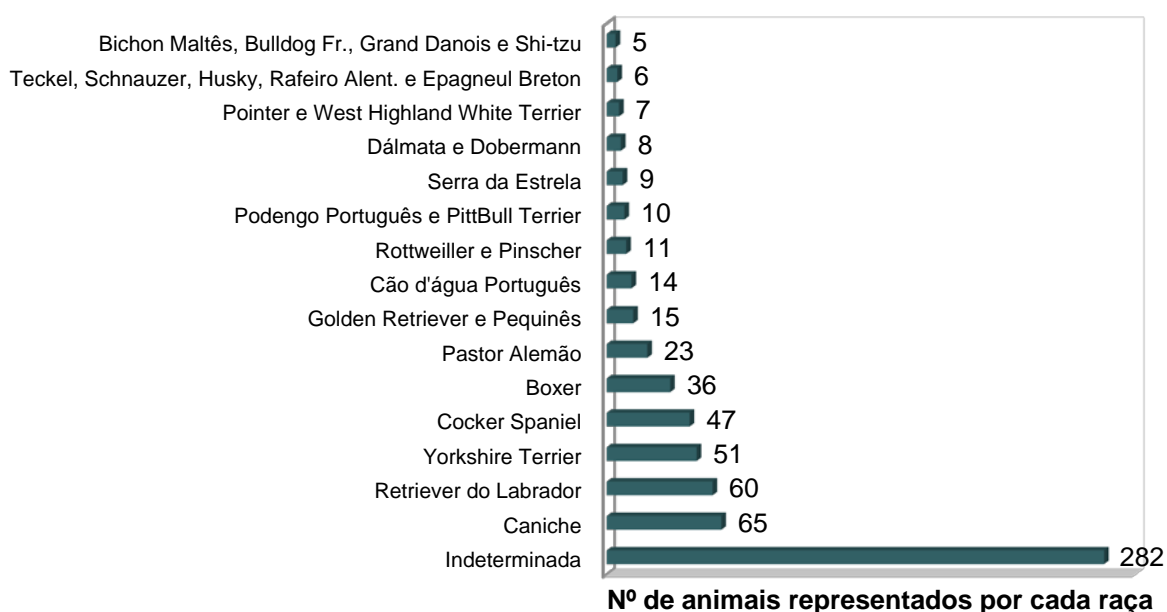 Bichon Maltês, Bulldog Fr., Grand Danois e Shi-tzu 5
Teckel, Schnauzer, Husky, Rafeiro Alent. e Epagneul Breton 6
Pointer e West Highland White Terrier 7
Dálmata e Dobermann 8
Serra da Estrela 9
Podengo Português e PittBull Terrier 10
Rottweiller e Pinscher 11
Cão d'água Português 14
Golden Retriever e Pequinês 15
Pastor Alemão 23
Boxer 36
Cocker Spaniel 47
Yorkshire Terrier 51
Retriever do Labrador 60
Caniche 65
Indeterminada 282
Nº de animais representados por cada raça